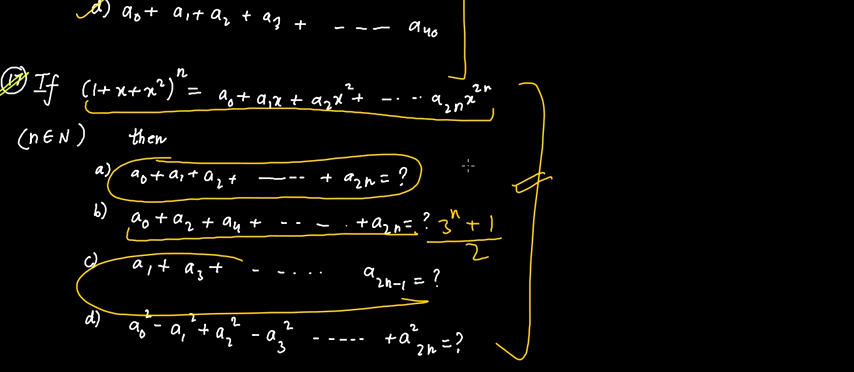 d) a₀ + a₁ + a₂ + a₃ + ---- a₄₀
17) If (1+x+x²)ⁿ = a₀ + a₁x + a₂x² + ---- a₂ₙx²ⁿ
(n∈N) then
a) a₀ + a₁ + a₂ + ----- + a₂ₙ = ?
b) a₀ + a₂ + a₄ + ----- + a₂ₙ = ? (3ⁿ + 1)/2
c) a₁ + a₃ + ----- a₂ₙ₋₁ = ?
d) a₀² - a₁² + a₂² - a₃² ----- + a²₂ₙ = ?